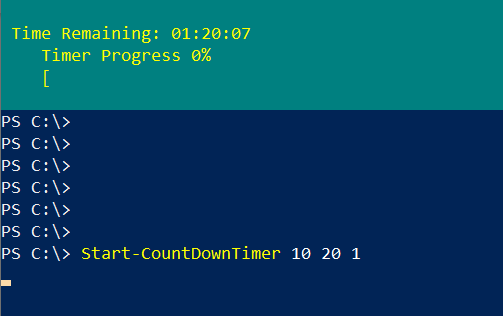 Time Remaining: 01:20:07
Timer Progress 0%
[
PS C:\>
PS C:\>
PS C:\>
PS C:\>
PS C:\>
PS C:\>
PS C:\> Start-CountDownTimer 10 20 1